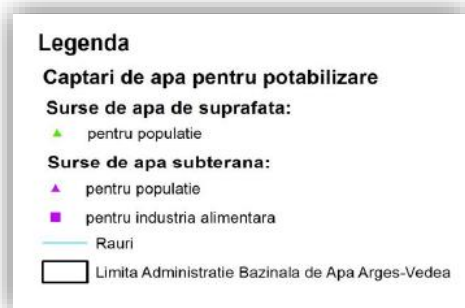 Legenda
Captari de apa pentru potabilizare
Surse de apa de suprafata:
pentru populatie
Surse de apa subterana:
pentru populatie
pentru industria alimentara
Rauri
Limita Administratie Bazinala de Apa Arges-Vedea